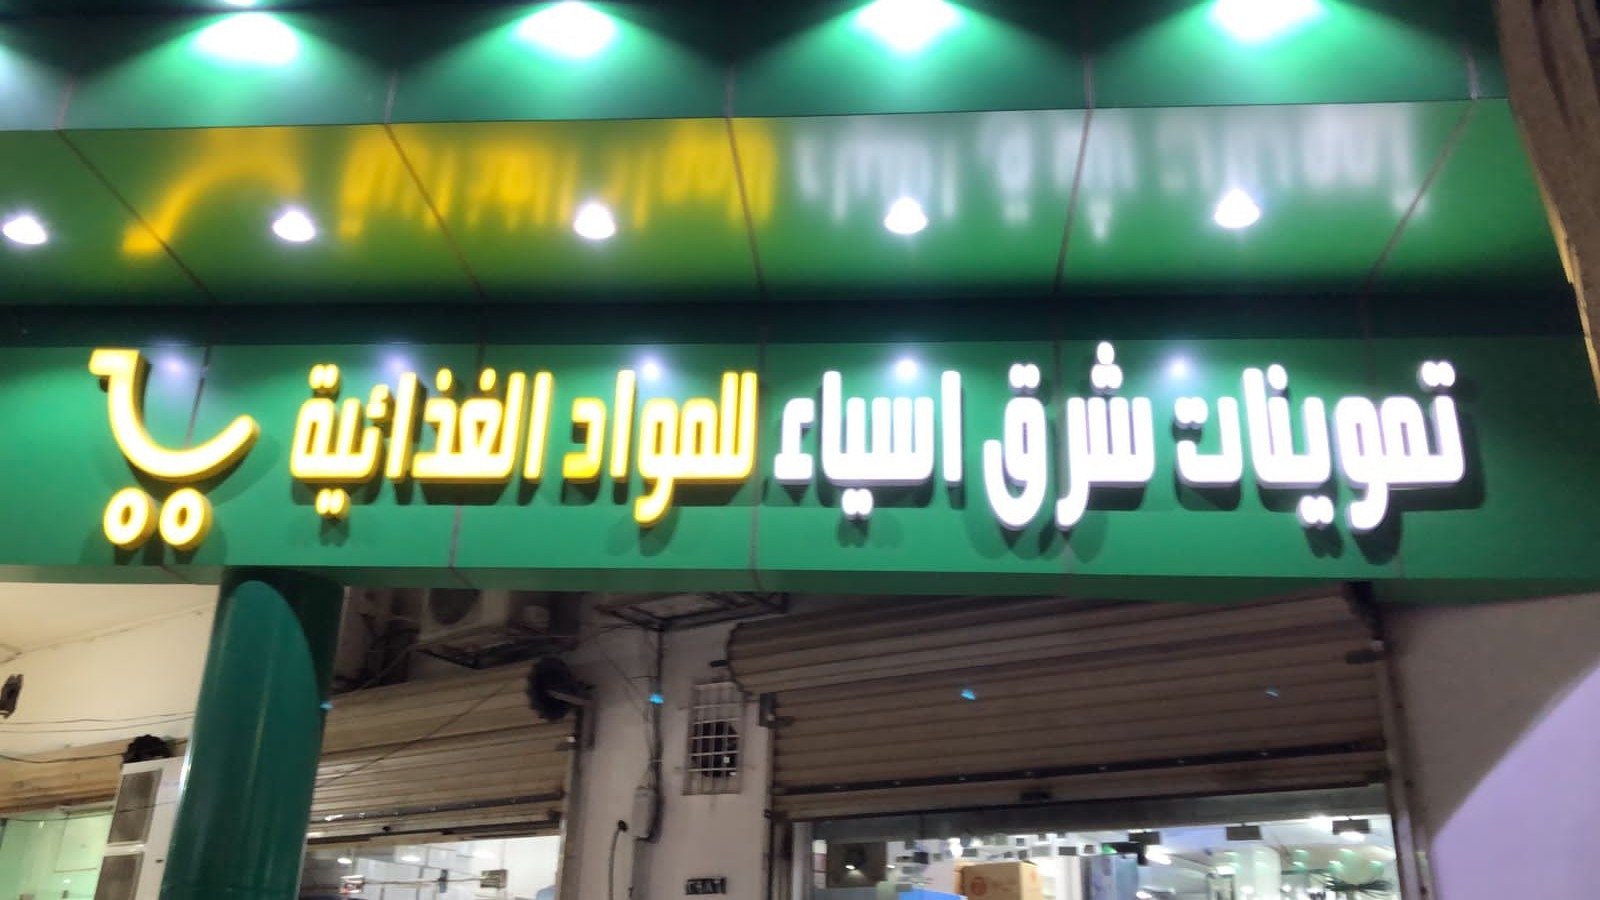 تموينات شرق اسياء للمواد الغذائية